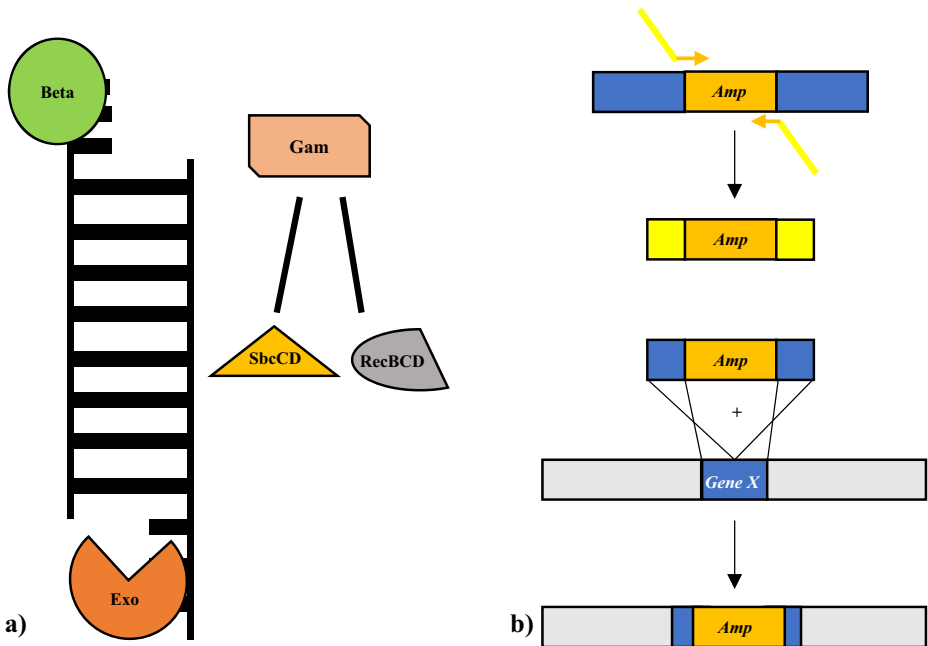 Beta
Gam
SbcCD
RecBCD
Exo
a)
Amp
Amp
Amp
+
Gene X
Amp
b)